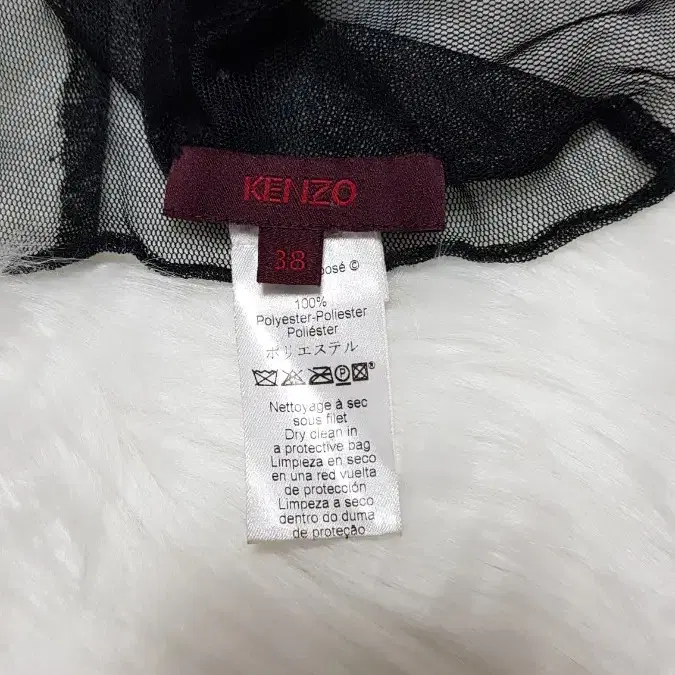 KENZO
38
posé ©
100%
Polyester-Poliester
Poliéster
ポリエステル
Nettoyage à sec
sous filet
Dry clean in
a protective bag
Limpieza en seco
en una red vuelta
de protección
Limpeza a seco
dentro do duma
de proteção